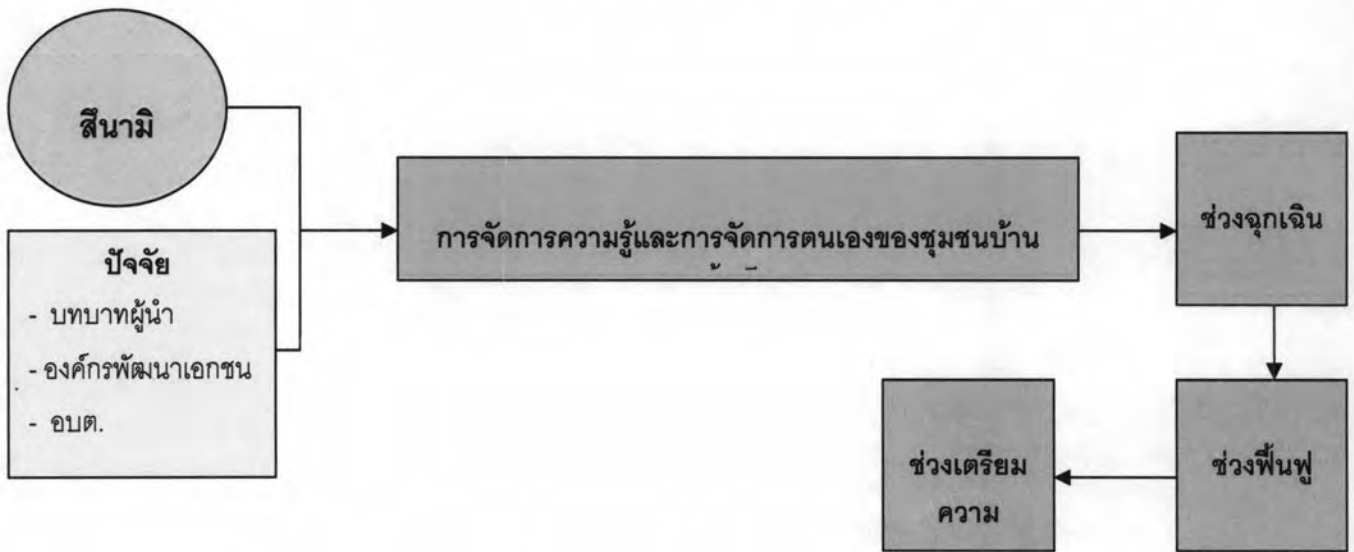 สึนามิ
ปัจจัย
- บทบาทผู้นำ
- องค์กรพัฒนาเอกชน
- อบต.
การจัดการความรู้และการจัดการตนเองของชุมชนบ้าน
ช่วงฉุกเฉิน
ช่วงฟื้นฟู
ช่วงเตรียม
ความ